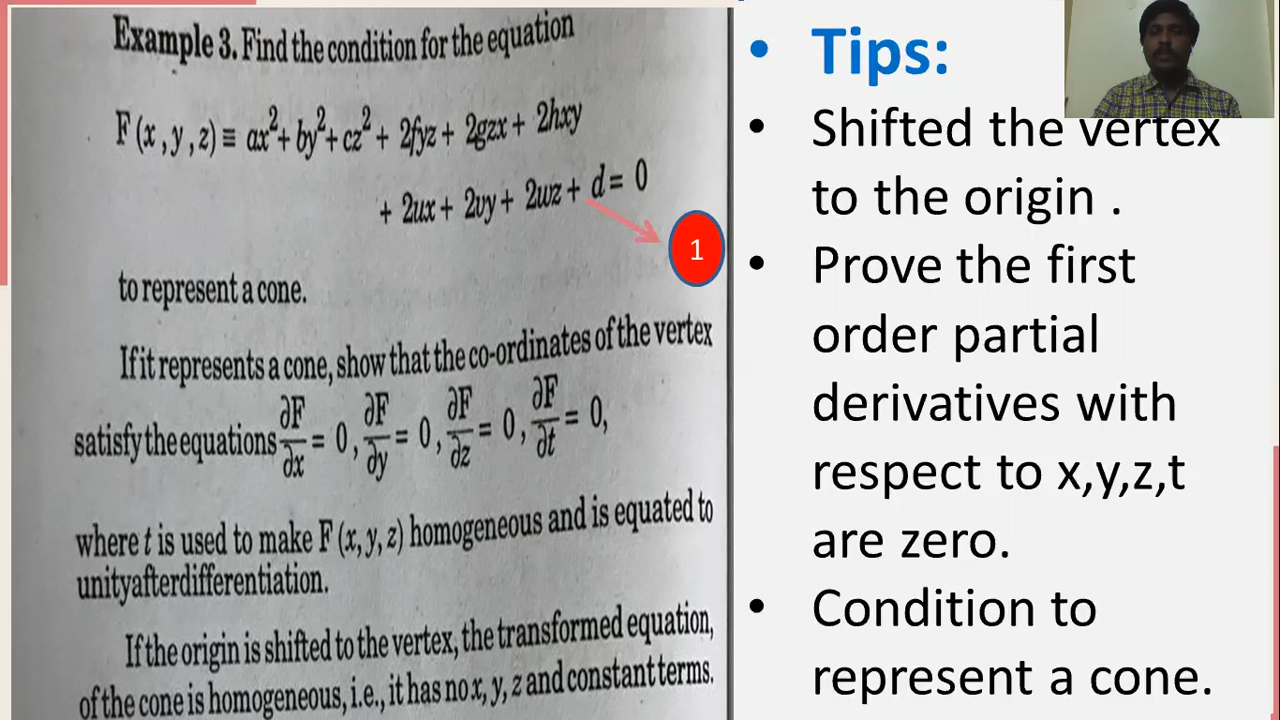 Example 3. Find the condition for the equation
F (x , y , z) ≡ ax²+ by²+ cz² + 2fyz + 2gzx + 2hxy
+ 2ux + 2vy + 2wz + d = 0
1
to represent a cone.
If it represents a cone, show that the co-ordinates of the vertex
satisfy the equations ∂F/∂x = 0, ∂F/∂y = 0, ∂F/∂z = 0, ∂F/∂t = 0,
where t is used to make F (x, y, z) homogeneous and is equated to
unity after differentiation.
If the origin is shifted to the vertex, the transformed equation,
of the cone is homogeneous, i.e., it has no x, y, z and constant terms.
• Tips:
• Shifted the vertex
to the origin .
• Prove the first
order partial
derivatives with
respect to x,y,z,t
are zero.
• Condition to
represent a cone.